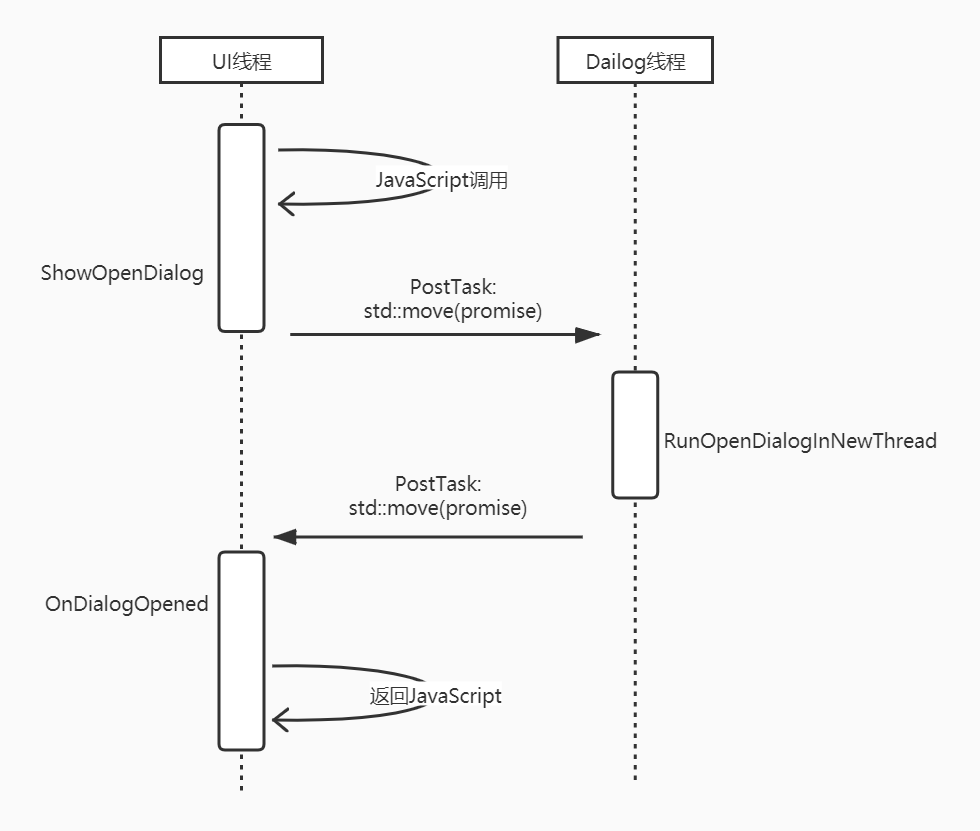 UI线程
Dailog线程
JavaScript调用
ShowOpenDialog
PostTask:
std::move(promise)
RunOpenDialogInNewThread
PostTask:
std::move(promise)
OnDialogOpened
返回JavaScript